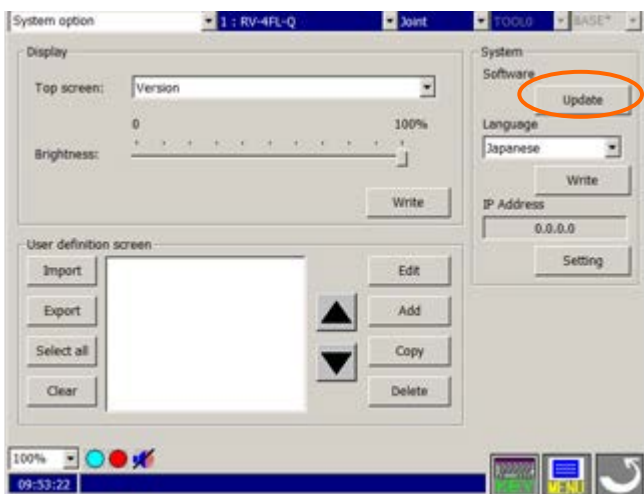 System option 1 : RV-4FL-Q Joint TOOL0 BASE*
Display
Top screen: Version
0 100%
Brightness:
Write
User definition screen
Import
Export
Select all
Clear
Edit
Add
Copy
Delete
System
Software
Update
Language
Japanese
Write
IP Address
0.0.0.0
Setting
100%
09:53:22
MENU